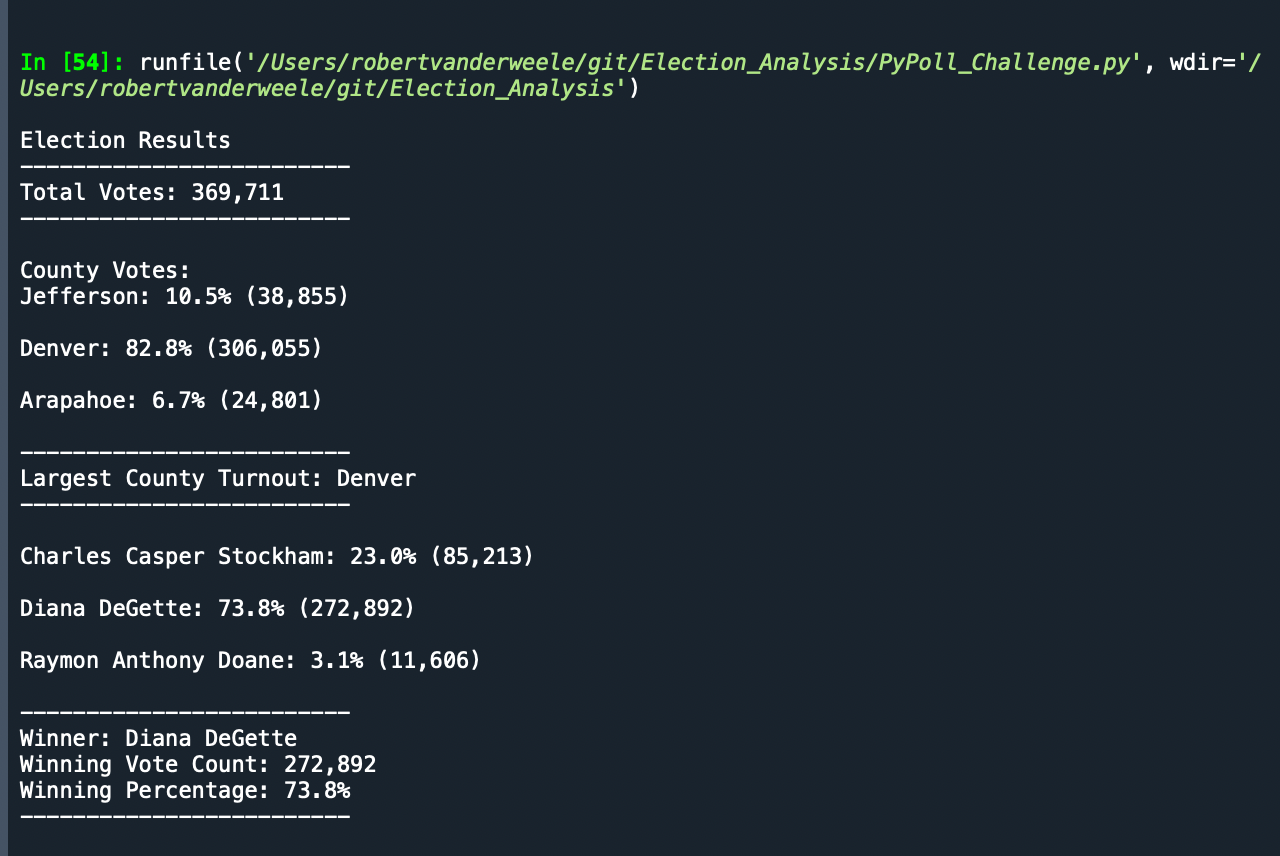 In [54]: runfile('/Users/robertvanderweele/git/Election_Analysis/PyPoll_Challenge.py', wdir='/
Users/robertvanderweele/git/Election_Analysis')
Election Results
-------------------------
Total Votes: 369,711
-------------------------
County Votes:
Jefferson: 10.5% (38,855)
Denver: 82.8% (306,055)
Arapahoe: 6.7% (24,801)
-------------------------
Largest County Turnout: Denver
-------------------------
Charles Casper Stockham: 23.0% (85,213)
Diana DeGette: 73.8% (272,892)
Raymon Anthony Doane: 3.1% (11,606)
-------------------------
Winner: Diana DeGette
Winning Vote Count: 272,892
Winning Percentage: 73.8%
-------------------------